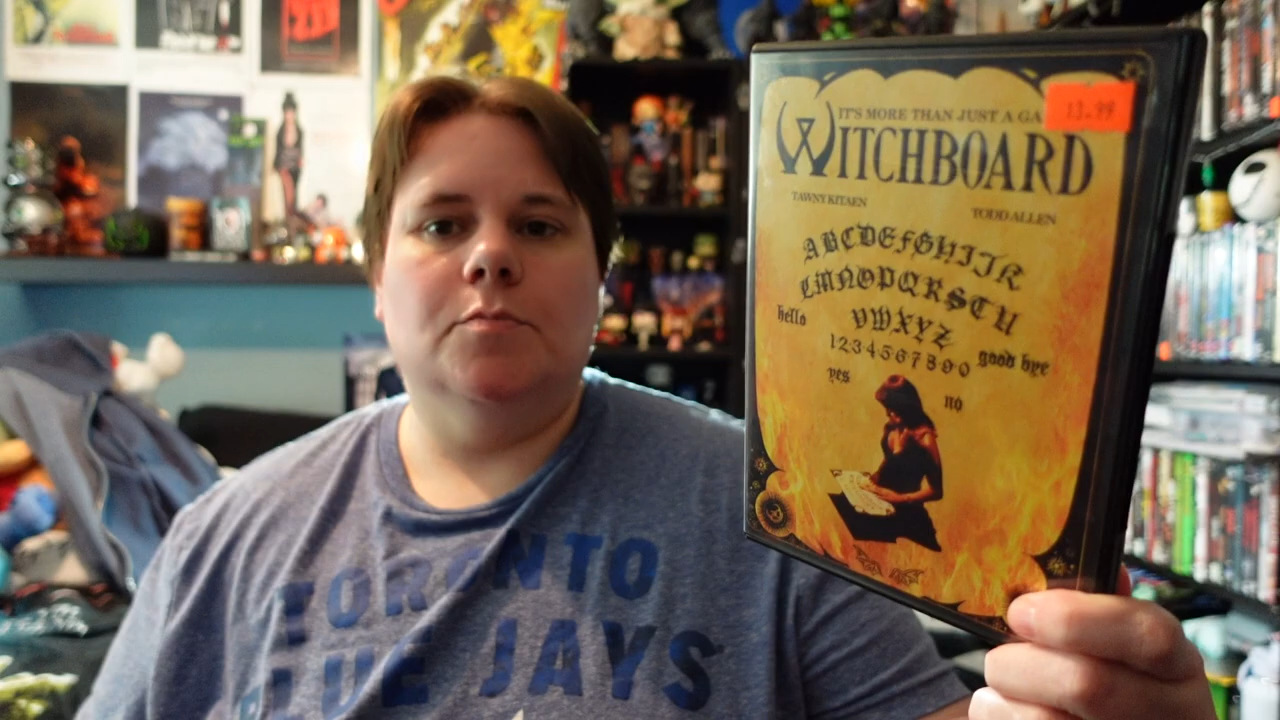 IT'S MORE THAN JUST A GA
13.99
WITCHBOARD
TAWNY KITAEN
TODD ALLEN
ABCDEFGHIJK
LMNOPQRSTU
VWXYZ
hello
1234567890
good bye
yes
no
TORONTO
BLUE JAYS